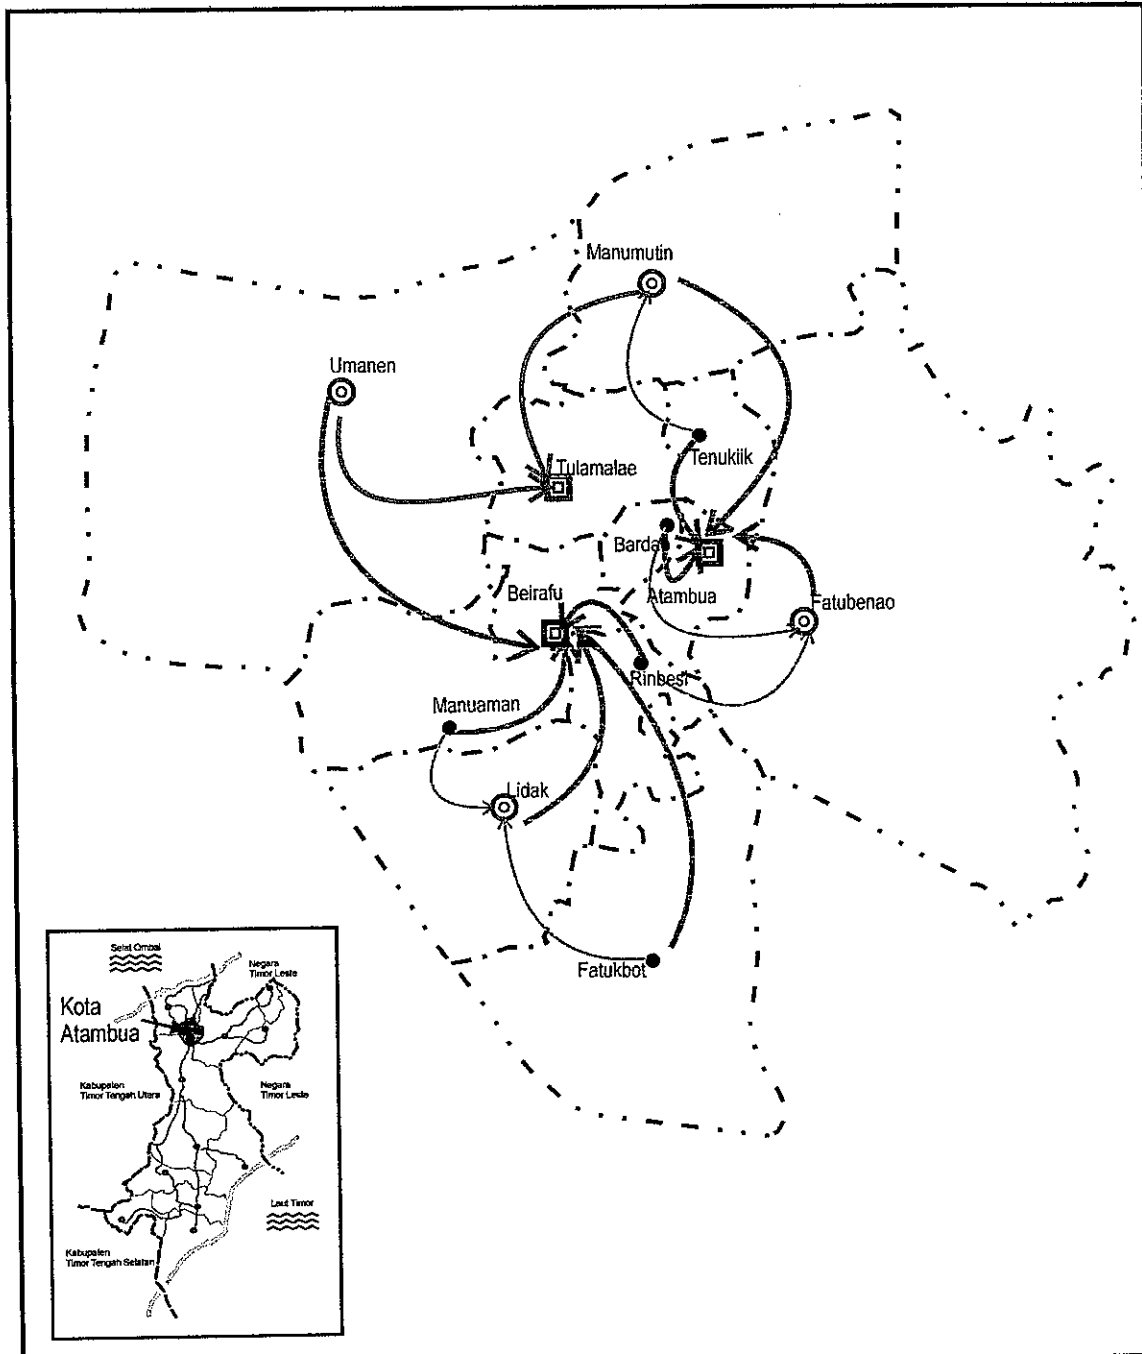 Manumutin
Umanen
Tulamalae
Tenukiik
Barda
Beirafu
Atambua
Fatubenao
Rinbesi
Manuaman
Lidak
Fatukbot
Selat Ombai
Negara
Timor Leste
Kota
Atambua
Kabupaten
Timor Tengah Utara
Negara
Timor Leste
Laut Timor
Kabupaten
Timor Tengah Selatan